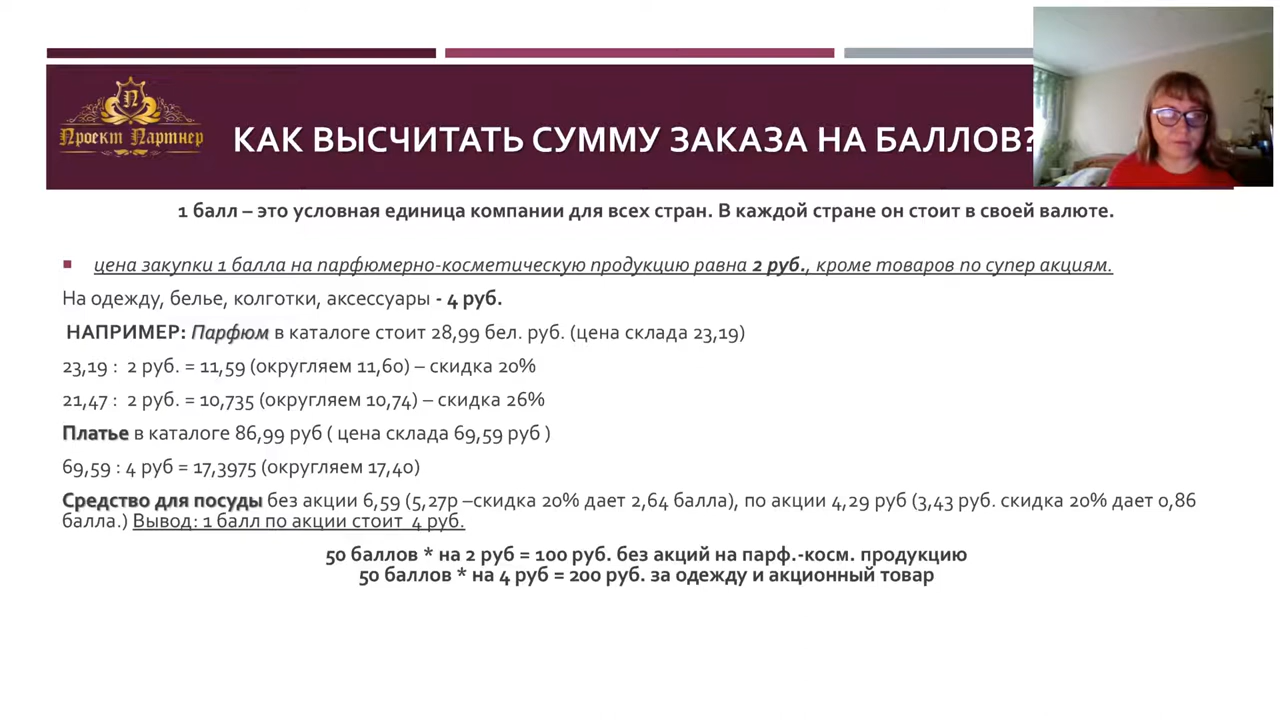 Проект Партнер
КАК ВЫСЧИТАТЬ СУММУ ЗАКАЗА НА БАЛЛОВ?
1 балл – это условная единица компании для всех стран. В каждой стране он стоит в своей валюте.
цена закупки 1 балла на парфюмерно-косметическую продукцию равна 2 руб., кроме товаров по супер акциям.
На одежду, белье, колготки, аксессуары - 4 руб.
НАПРИМЕР: Парфюм в каталоге стоит 28,99 бел. руб. (цена склада 23,19)
23,19 : 2 руб. = 11,59 (округляем 11,60) – скидка 20%
21,47 : 2 руб. = 10,735 (округляем 10,74) – скидка 26%
Платье в каталоге 86,99 руб ( цена склада 69,59 руб )
69,59 : 4 руб = 17,3975 (округляем 17,40)
Средство для посуды без акции 6,59 (5,27р –скидка 20% дает 2,64 балла), по акции 4,29 руб (3,43 руб. скидка 20% дает 0,86
балла.) Вывод: 1 балл по акции стоит 4 руб.
50 баллов * на 2 руб = 100 руб. без акций на парф.-косм. продукцию
50 баллов * на 4 руб = 200 руб. за одежду и акционный товар